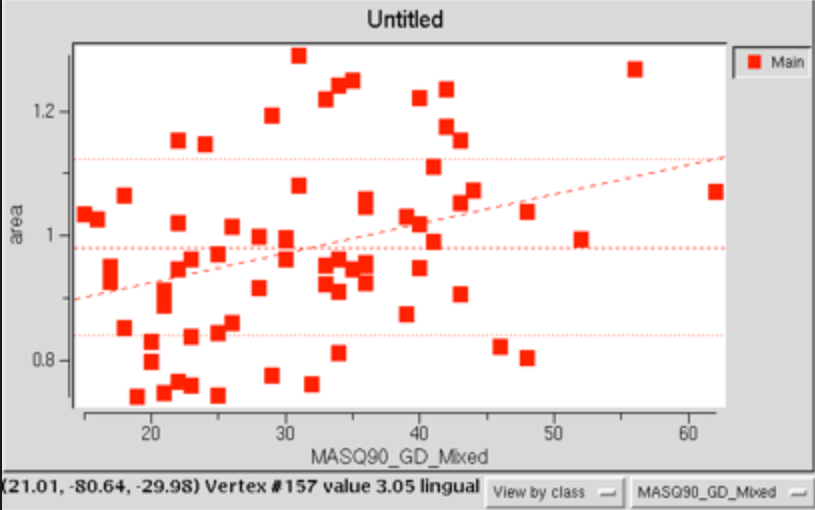 Untitled
Main
1.2
1
0.8
area
20 30 40 50 60
MASQ90_GD_Mixed
(21.01, -80.64, -29.98) Vertex #157 value 3.05 lingual View by class MASQ90_GD_Mixed